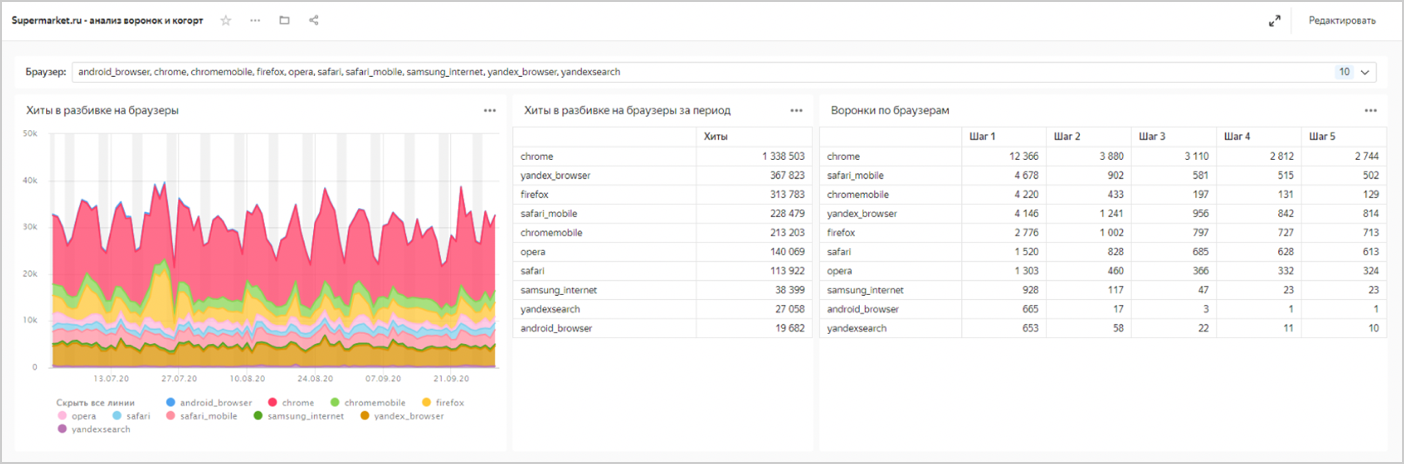 Supermarket.ru - анализ воронок и когорт
Редактировать
Браузер: android_browser, chrome, chromemobile, firefox, opera, safari, safari_mobile, samsung_internet, yandex_browser, yandexsearch 10
Хиты в разбивке на браузеры
50k
40k
30k
20k
10k
0
13.07.20 27.07.20 10.08.20 24.08.20 07.09.20 21.09.20
Скрыть все линии android_browser chrome chromemobile firefox
opera safari safari_mobile samsung_internet yandex_browser
yandexsearch
Хиты в разбивке на браузеры за период
Хиты
chrome 1 338 503
yandex_browser 367 823
firefox 313 783
safari_mobile 228 479
chromemobile 213 203
opera 140 069
safari 113 922
samsung_internet 38 399
yandexsearch 27 058
android_browser 19 682
Воронки по браузерам
Шаг 1 Шаг 2 Шаг 3 Шаг 4 Шаг 5
chrome 12 366 3 880 3 110 2 812 2 744
safari_mobile 4 678 902 581 515 502
chromemobile 4 220 433 197 131 129
yandex_browser 4 146 1 241 956 842 814
firefox 2 776 1 002 797 727 713
safari 1 520 828 685 628 613
opera 1 303 460 366 332 324
samsung_internet 928 117 47 23 23
android_browser 665 17 3 1 1
yandexsearch 653 58 22 11 10